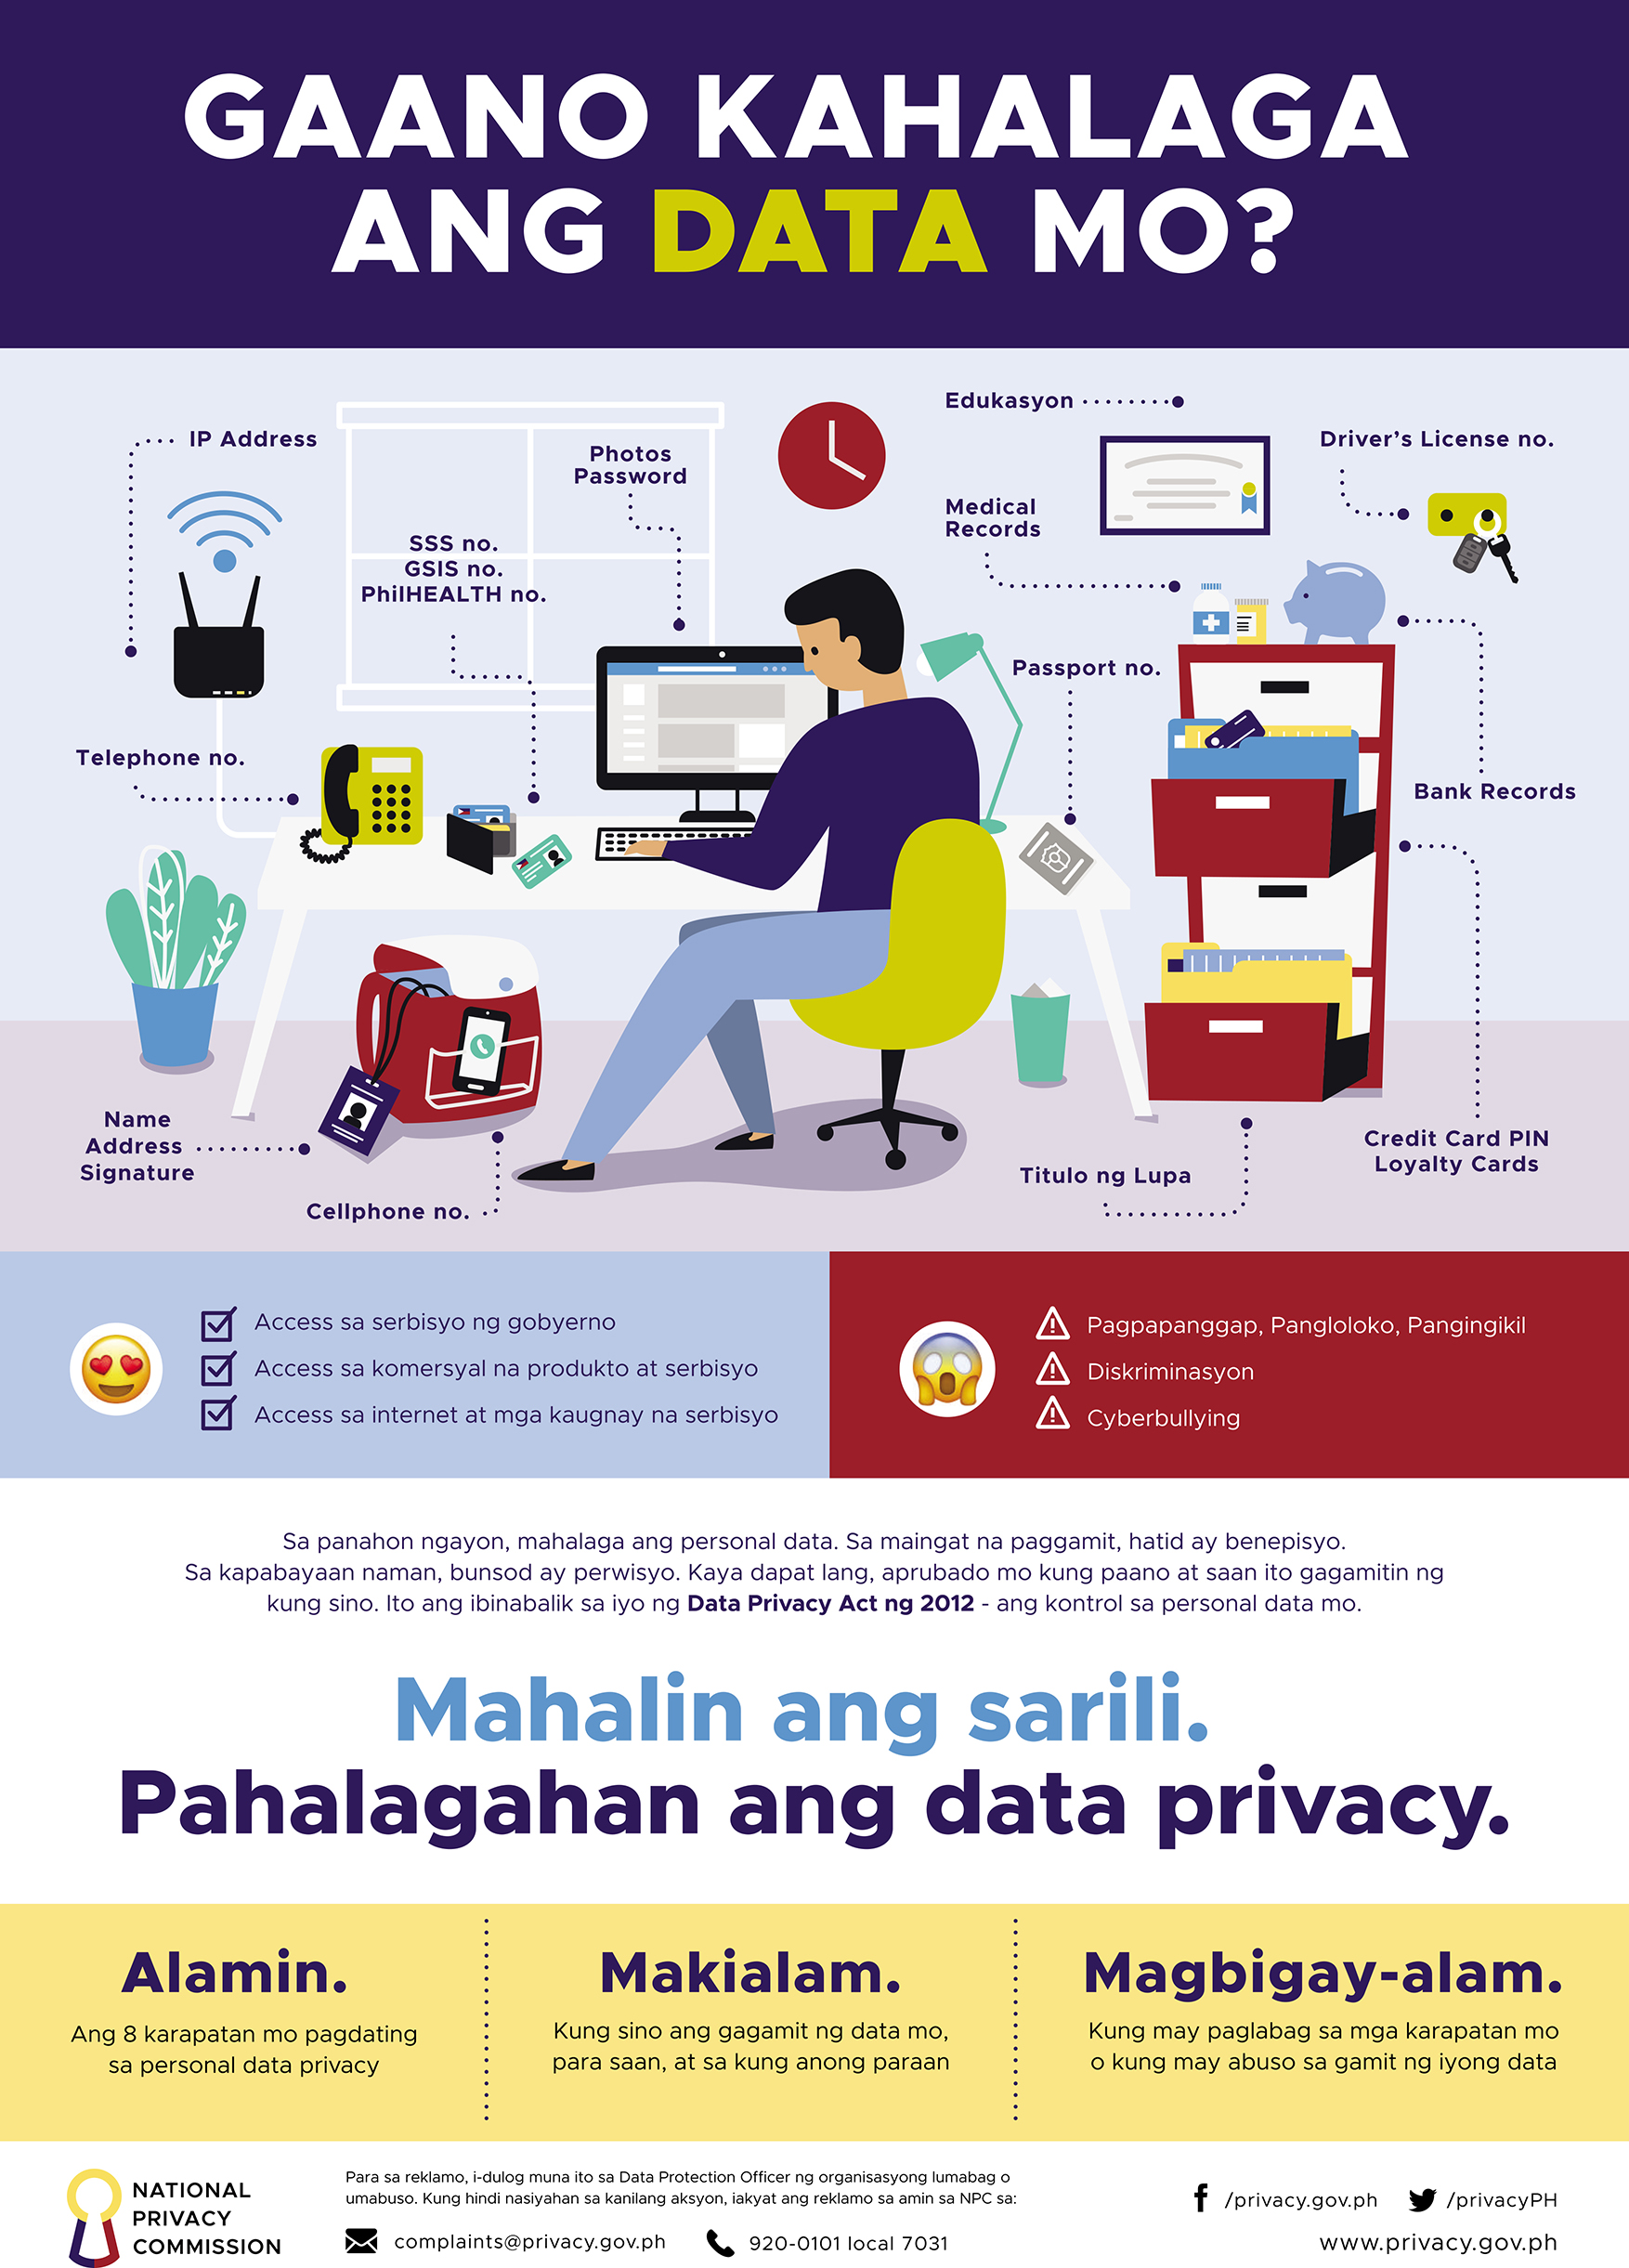 GAANO KAHALAGA
ANG DATA MO?
Edukasyon
IP Address
Driver's License no.
Photos
Password
Medical
Records
SSS no.
GSIS no.
PhilHEALTH no.
Passport no.
Telephone no.
Bank Records
Name
Address
Signature
Credit Card PIN
Loyalty Cards
Titulo ng Lupa
Cellphone no.
Access sa serbisyo ng gobyerno
Access sa komersyal na produkto at serbisyo
Access sa internet at mga kaugnay na serbisyo
Pagpapanggap, Pangloloko, Pangingikil
Diskriminasyon
Cyberbullying
Sa panahon ngayon, mahalaga ang personal data. Sa maingat na paggamit, hatid ay benepisyo.
Sa kapabayaan naman, bunsod ay perwisyo. Kaya dapat lang, aprubado mo kung paano at saan ito gagamitin ng
kung sino. Ito ang ibinabalik sa iyo ng Data Privacy Act ng 2012 - ang kontrol sa personal data mo.
Mahalin ang sarili.
Pahalagahan ang data privacy.
Alamin.
Ang 8 karapatan mo pagdating
sa personal data privacy
Makialam.
Kung sino ang gagamit ng data mo,
para saan, at sa kung anong paraan
Magbigay-alam.
Kung may paglabag sa mga karapatan mo
o kung may abuso sa gamit ng iyong data
NATIONAL
PRIVACY
COMMISSION
Para sa reklamo, i-dulog muna ito sa Data Protection Officer ng organisasyong lumabag o
umabuso. Kung hindi nasiyahan sa kanilang aksyon, iakyat ang reklamo sa amin sa NPC sa:
complaints@privacy.gov.ph
920-0101 local 7031
/privacy.gov.ph
/privacyPH
www.privacy.gov.ph